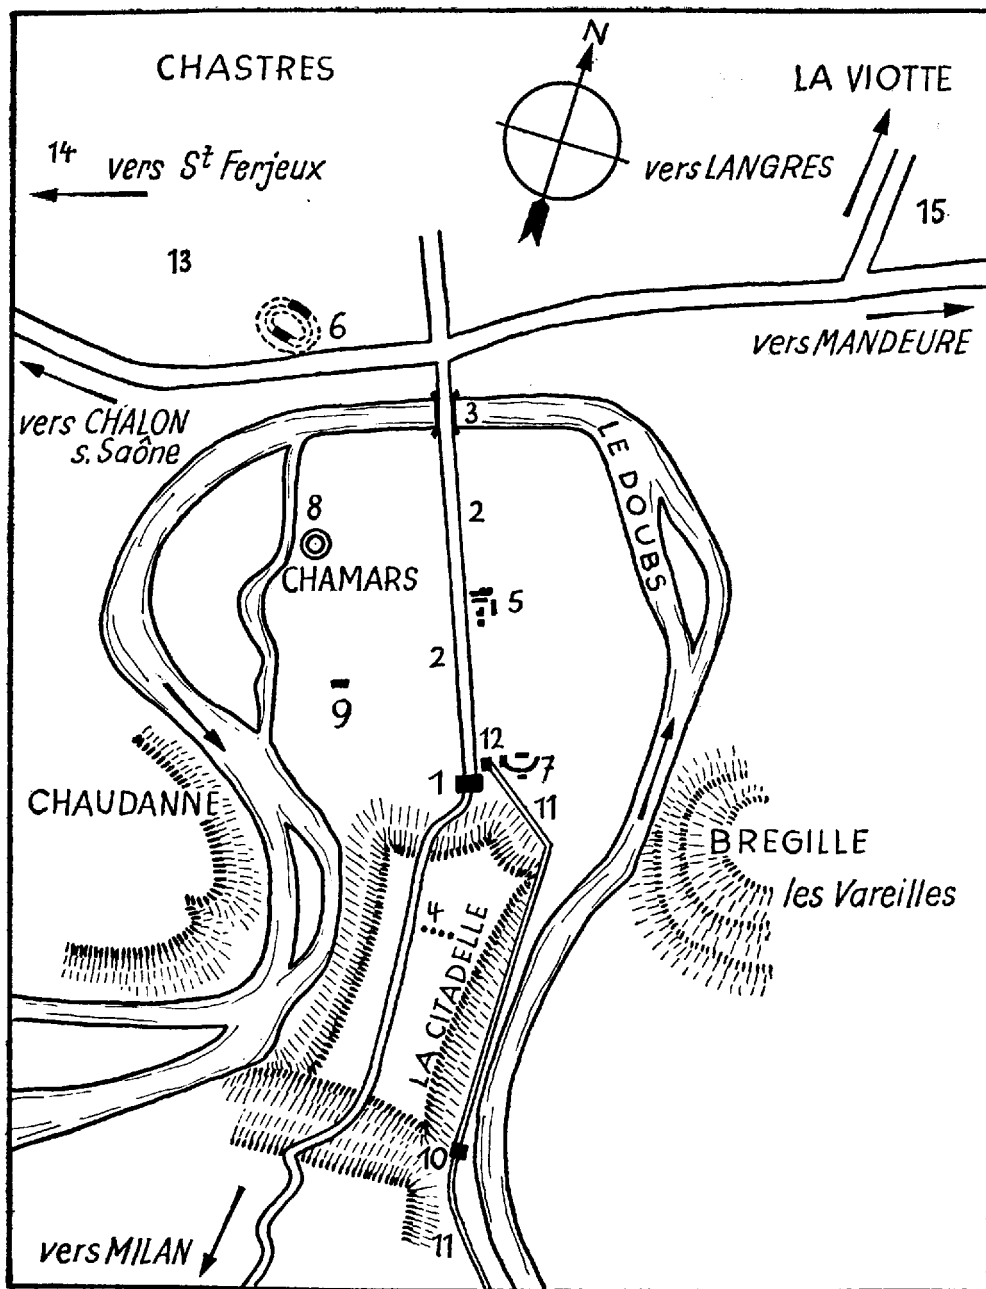 N
CHASTRES
LA VIOTTE
14
vers St Ferjeux
vers LANGRES
15
13
6
vers MANDEURE
vers CHALON
s. Saône
3
LE DOUBS
8
2
CHAMARS
5
2
9
12
7
1
11
CHAUDANNE
BREGILLE
les Vareilles
4
LA CITADELLE
10
11
vers MILAN